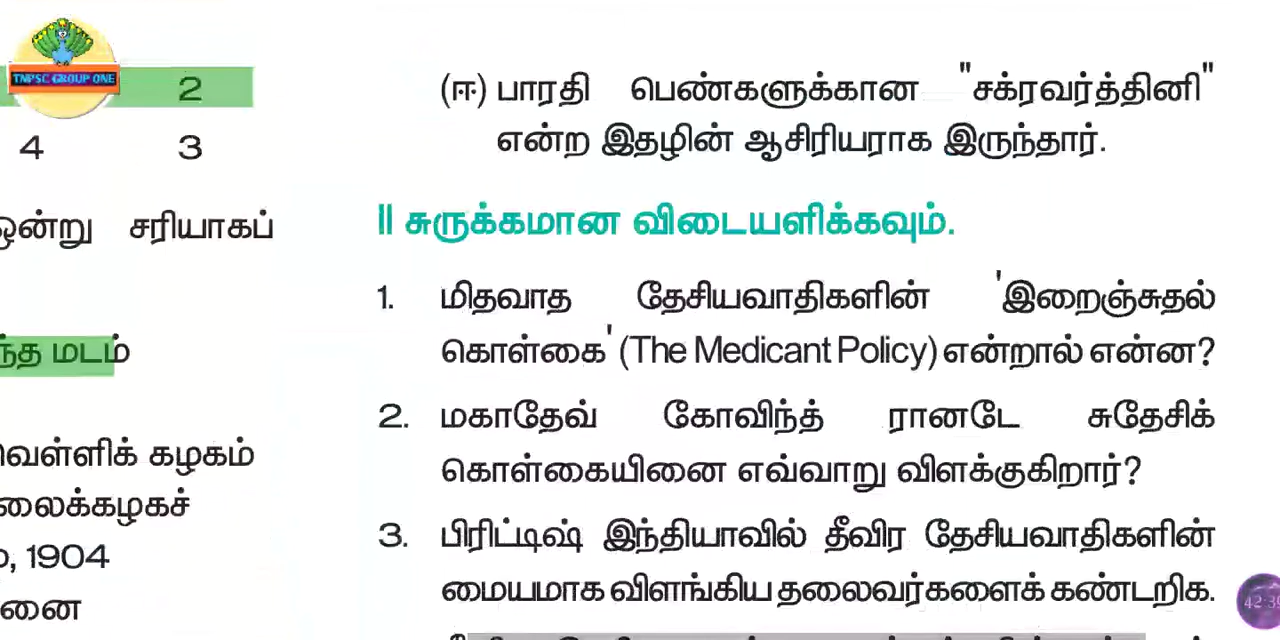 TNPSC GROUP ONE
2
4 3
ஒன்று சரியாகப்
மடம்
கழகம்
1904
(ஈ) பாரதி பெண்களுக்கான "சக்ரவர்த்தினி"
என்ற இதழின் ஆசிரியராக இருந்தார்.
II சுருக்கமான விடையளிக்கவும்.
1. மிதவாத தேசியவாதிகளின் 'இறைஞ்சுதல்
கொள்கை' (The Medicant Policy) என்றால் என்ன?
2. மகாதேவ் கோவிந்த் ரானடே சுதேசிக்
கொள்கையினை எவ்வாறு விளக்குகிறார்?
3. பிரிட்டிஷ் இந்தியாவில் தீவிர தேசியவாதிகளின்
மையமாக விளங்கிய தலைவர்களைக் கண்டறிக.